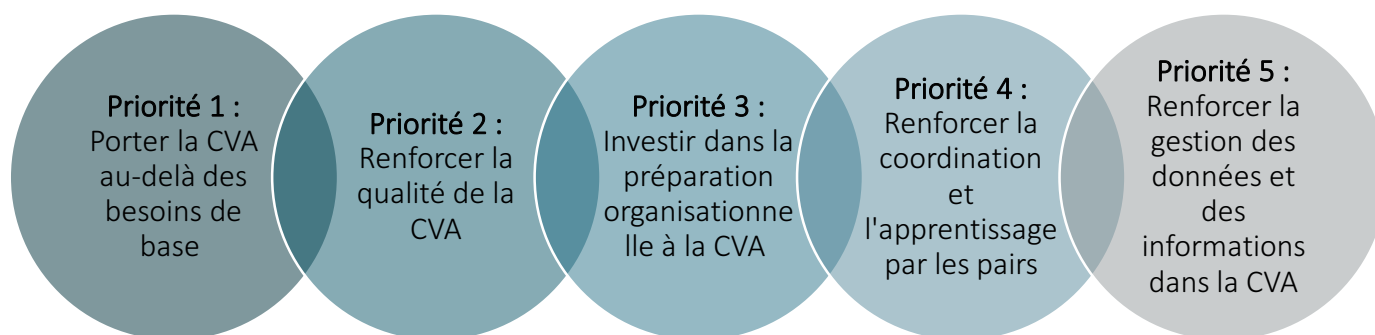 Priorité 1 :
Porter la CVA
au-delà des
besoins de
base
Priorité 2 :
Renforcer la
qualité de la
CVA
Priorité 3 :
Investir dans la
préparation
organisationne
lle à la CVA
Priorité 4 :
Renforcer la
coordination
et
l'apprentissage
par les pairs
Priorité 5 :
Renforcer la
gestion des
données et
des
informations
dans la CVA